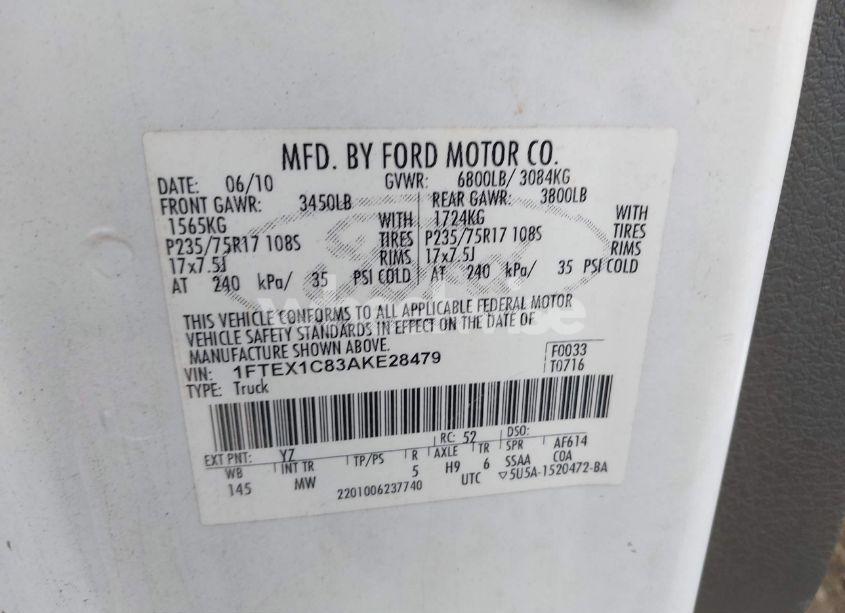 MFD. BY FORD MOTOR CO.
DATE: 06/10 GVWR: 6800LB/ 3084KG
FRONT GAWR: 3450LB REAR GAWR: 3800LB
1565KG WITH 1724KG WITH
P235/75R17 108S TIRES P235/75R17 108S TIRES
17x7.5J RIMS 17x7.5J RIMS
AT 240 kPa/ 35 PSI COLD AT 240 kPa/ 35 PSI COLD
THIS VEHICLE CONFORMS TO ALL APPLICABLE FEDERAL MOTOR
VEHICLE SAFETY STANDARDS IN EFFECT ON THE DATE OF
MANUFACTURE SHOWN ABOVE.
VIN: 1FTEX1C83AKE28479 F0033
TYPE: Truck T0716
EXT PNT: YZ RC: 52 DSO:
WB INT TR TP/PS R AXLE TR SPR AF614
145 MW 5 H9 6 SSAA COA
2201006237740 UTC ▽5U5A-1520472-BA